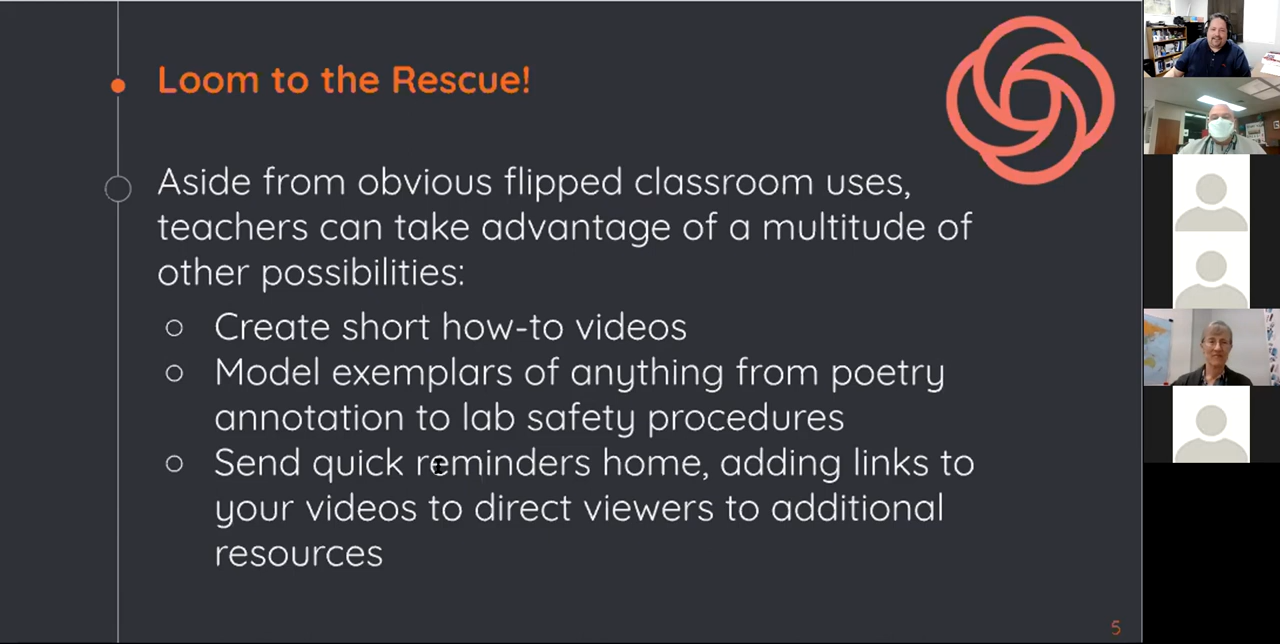 Loom to the Rescue!
Aside from obvious flipped classroom uses,
teachers can take advantage of a multitude of
other possibilities:
Create short how-to videos
Model exemplars of anything from poetry
annotation to lab safety procedures
Send quick reminders home, adding links to
your videos to direct viewers to additional
resources
5